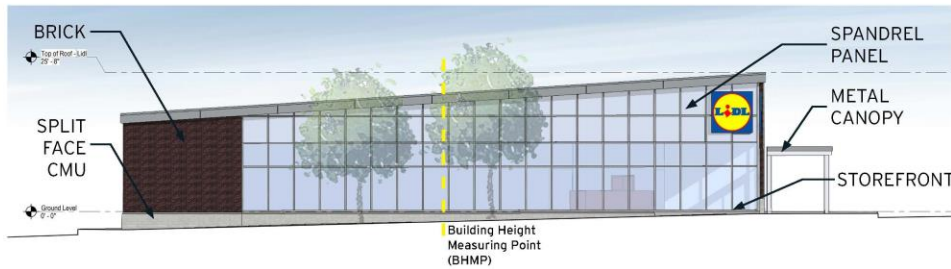 BRICK
Top of Roof - Lidl
25' - 8"
SPLIT
FACE
CMU
Ground Level
0' - 0"
Building Height
Measuring Point
(BHMP)
LiDL
SPANDREL
PANEL
METAL
CANOPY
STOREFRONT